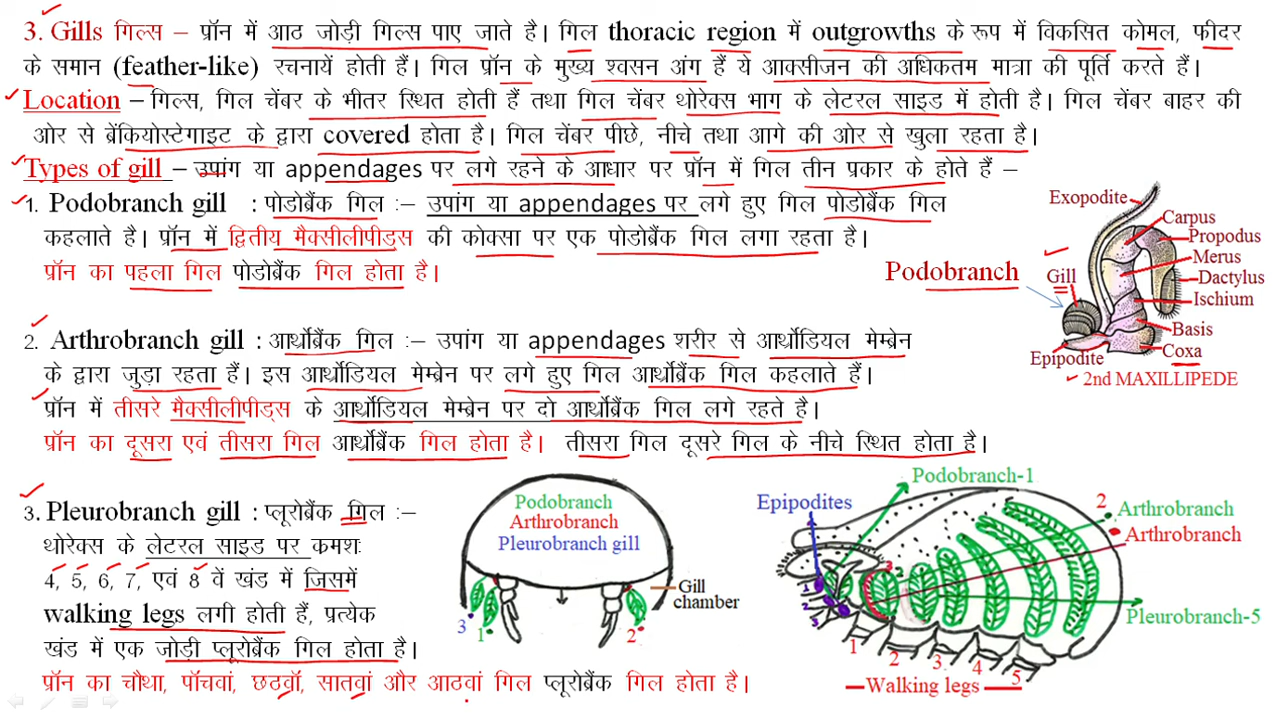 3. Gills गिल्स – प्रॉन में आठ जोड़ी गिल्स पाए जाते है। गिल thoracic region में outgrowths के रूप में विकसित कोमल, फीदर
के समान (feather-like) रचनायें होती हैं। गिल प्रॉन के मुख्य श्वसन अंग हैं ये आक्सीजन की अधिकतम मात्रा की पूर्ति करते हैं।
Location – गिल्स, गिल चेंबर के भीतर स्थित होती हैं तथा गिल चेंबर थोरेक्स भाग के लेटरल साइड में होती है। गिल चेंबर बाहर की
ओर से ब्रेंकियोस्टेगाइट के द्वारा covered होता है। गिल चेंबर पीछे, नीचे तथा आगे की ओर से खुला रहता है।
Types of gill – उपांग या appendages पर लगे रहने के आधार पर प्रॉन में गिल तीन प्रकार के होते हैं –
1. Podobranch gill : पोडोब्रैंक गिल :– उपांग या appendages पर लगे हुए गिल पोडोब्रैंक गिल
कहलाते है। प्रॉन में द्वितीय मैक्सीलीपीड्स की कोक्सा पर एक पोडोब्रैंक गिल लगा रहता है।
प्रॉन का पहला गिल पोडोब्रैंक गिल होता है।
Podobranch
Exopodite
Carpus
Propodus
Merus
Gill
Dactylus
Ischium
Basis
Epipodite
Coxa
2nd MAXILLIPEDE
2. Arthrobranch gill : आर्थोब्रैंक गिल :– उपांग या appendages शरीर से आर्थोडियल मेम्ब्रेन
के द्वारा जुड़ा रहता हैं। इस आर्थोडियल मेम्ब्रेन पर लगे हुए गिल आर्थोब्रैंक गिल कहलाते हैं।
प्रॉन में तीसरे मैक्सीलीपीड्स के आर्थोडियल मेम्ब्रेन पर दो आर्थोब्रैंक गिल लगे रहते है।
प्रॉन का दूसरा एवं तीसरा गिल आर्थोब्रैंक गिल होता है। तीसरा गिल दूसरे गिल के नीचे स्थित होता है।
3. Pleurobranch gill : प्लूरोब्रैंक गिल :–
थोरेक्स के लेटरल साइड पर कमशः
4, 5, 6, 7, एवं 8 वें खंड में जिसमें
walking legs लगी होती हैं, प्रत्येक
खंड में एक जोड़ी प्लूरोब्रैंक गिल होता है।
प्रॉन का चौथा, पॉचवां, छठवॉ, सातवां और आठवां गिल प्लूरोब्रैंक गिल होता है।
Podobranch
Arthrobranch
Pleurobranch gill
Gill
chamber
3
1
2
Epipodites
Podobranch-1
2
Arthrobranch
Arthrobranch
Pleurobranch-5
1
2
3
1
2
3
4
5
Walking legs